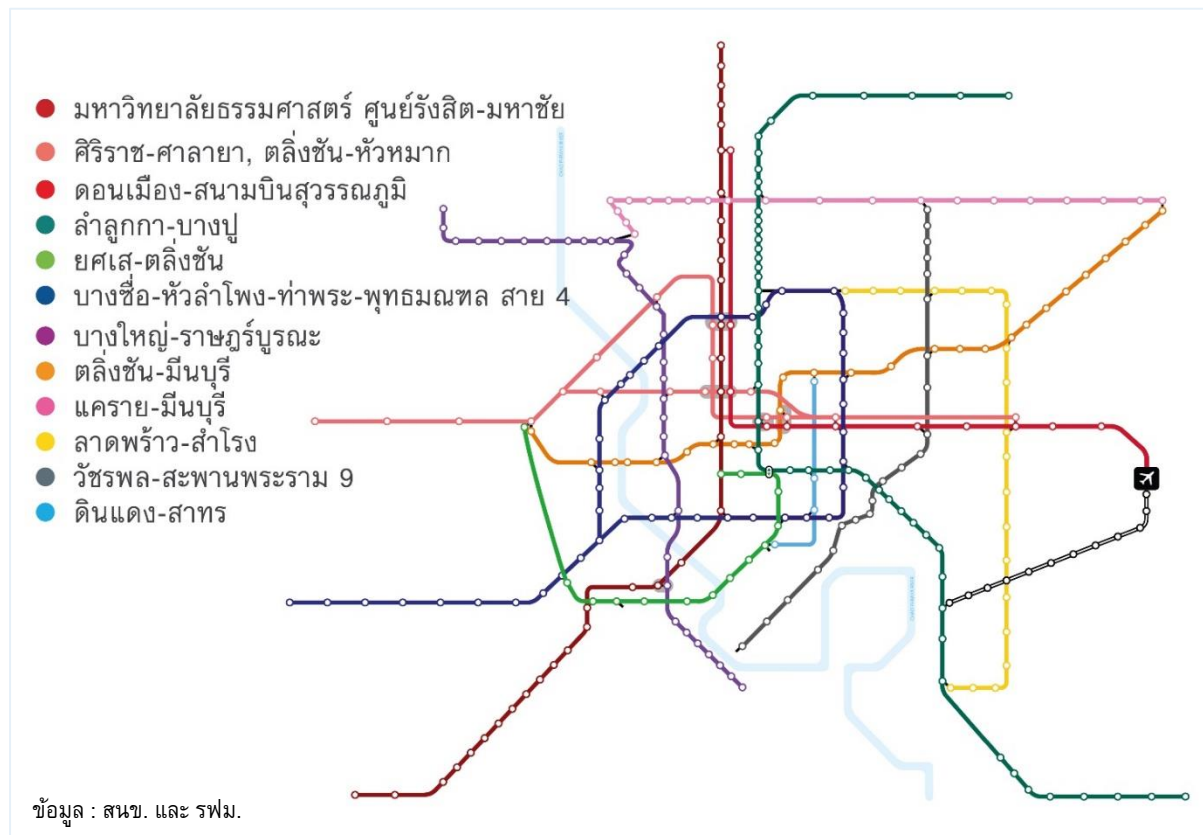 มหาวิทยาลัยธรรมศาสตร์ ศูนย์รังสิต-มหาชัย
ศิริราช-ศาลายา, ตลิ่งชัน-หัวหมาก
ดอนเมือง-สนามบินสุวรรณภูมิ
ลำลูกกา-บางปู
ยศเส-ตลิ่งชัน
บางซื่อ-หัวลำโพง-ท่าพระ-พุทธมณฑล สาย 4
บางใหญ่-ราษฎร์บูรณะ
ตลิ่งชัน-มีนบุรี
แคราย-มีนบุรี
ลาดพร้าว-สำโรง
วัชรพล-สะพานพระราม 9
ดินแดง-สาทร
ข้อมูล : สนข. และ รฟม.